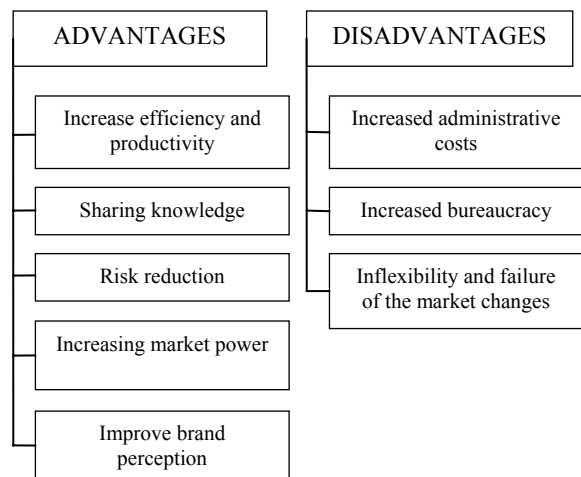 ADVANTAGES
Increase efficiency and
productivity
Sharing knowledge
Risk reduction
Increasing market power
Improve brand
perception
DISADVANTAGES
Increased administrative
costs
Increased bureaucracy
Inflexibility and failure
of the market changes